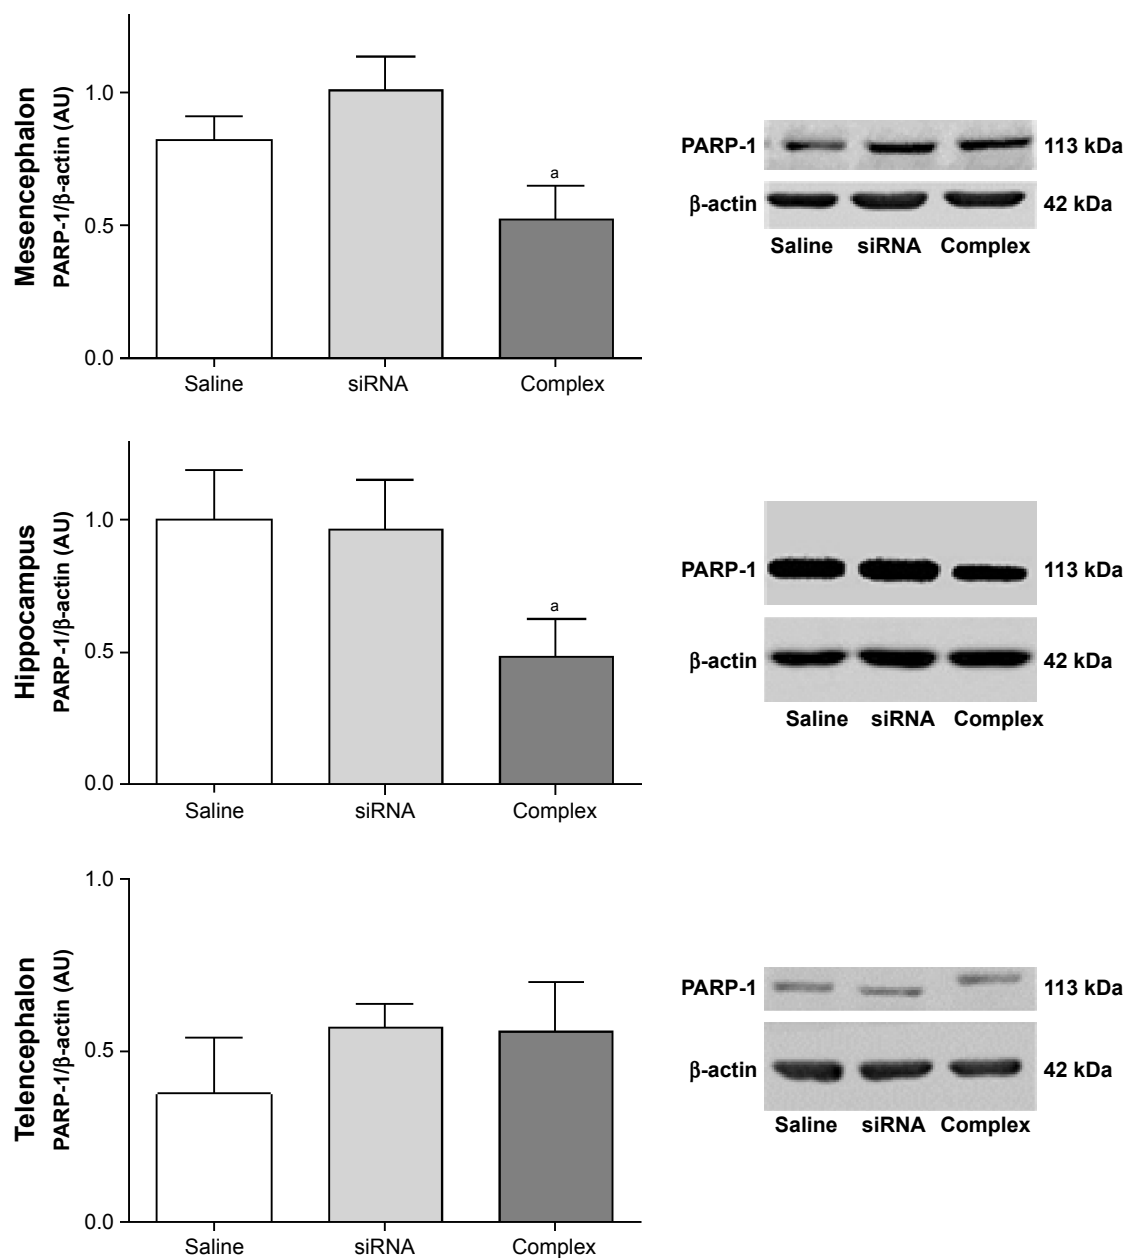 Mesencephalon
PARP-1/β-actin (AU)
1.0
0.5
0.0
a
Saline siRNA Complex
PARP-1 113 kDa
β-actin 42 kDa
Saline siRNA Complex
Hippocampus
PARP-1/β-actin (AU)
1.0
0.5
0.0
a
Saline siRNA Complex
PARP-1 113 kDa
β-actin 42 kDa
Saline siRNA Complex
Telencephalon
PARP-1/β-actin (AU)
1.0
0.5
0.0
Saline siRNA Complex
PARP-1 113 kDa
β-actin 42 kDa
Saline siRNA Complex